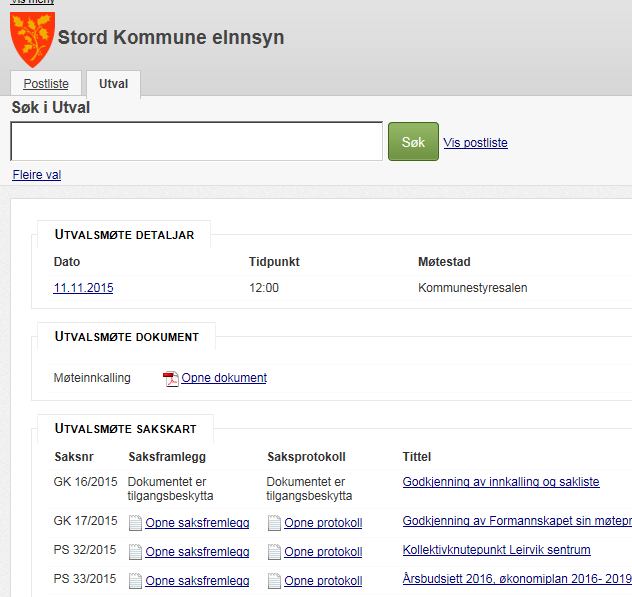 Vis meny
Stord Kommune eInnsyn
Postliste Utval
Søk i Utval
Søk Vis postliste
Fleire val
UTVALSMØTE DETALJAR
Dato Tidpunkt Møtestad
11.11.2015 12:00 Kommunestyresalen
UTVALSMØTE DOKUMENT
Møteinnkalling Opne dokument
UTVALSMØTE SAKSKART
Saksnr Saksframlegg Saksprotokoll Tittel
GK 16/2015 Dokumentet er tilgangsbeskytta Dokumentet er tilgangsbeskytta Godkjenning av innkalling og sakliste
GK 17/2015 Opne saksfremlegg Opne protokoll Godkjenning av Formannskapet sin møtepr
PS 32/2015 Opne saksfremlegg Opne protokoll Kollektivknutepunkt Leirvik sentrum
PS 33/2015 Opne saksfremlegg Opne protokoll Årsbudsjett 2016, økonomiplan 2016- 2019